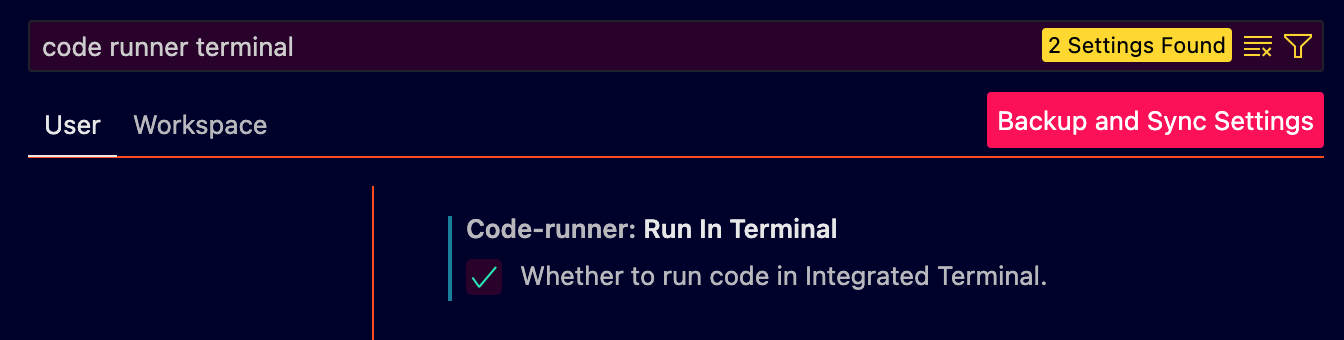 code runner terminal 2 Settings Found
User Workspace Backup and Sync Settings
Code-runner: Run In Terminal
Whether to run code in Integrated Terminal.